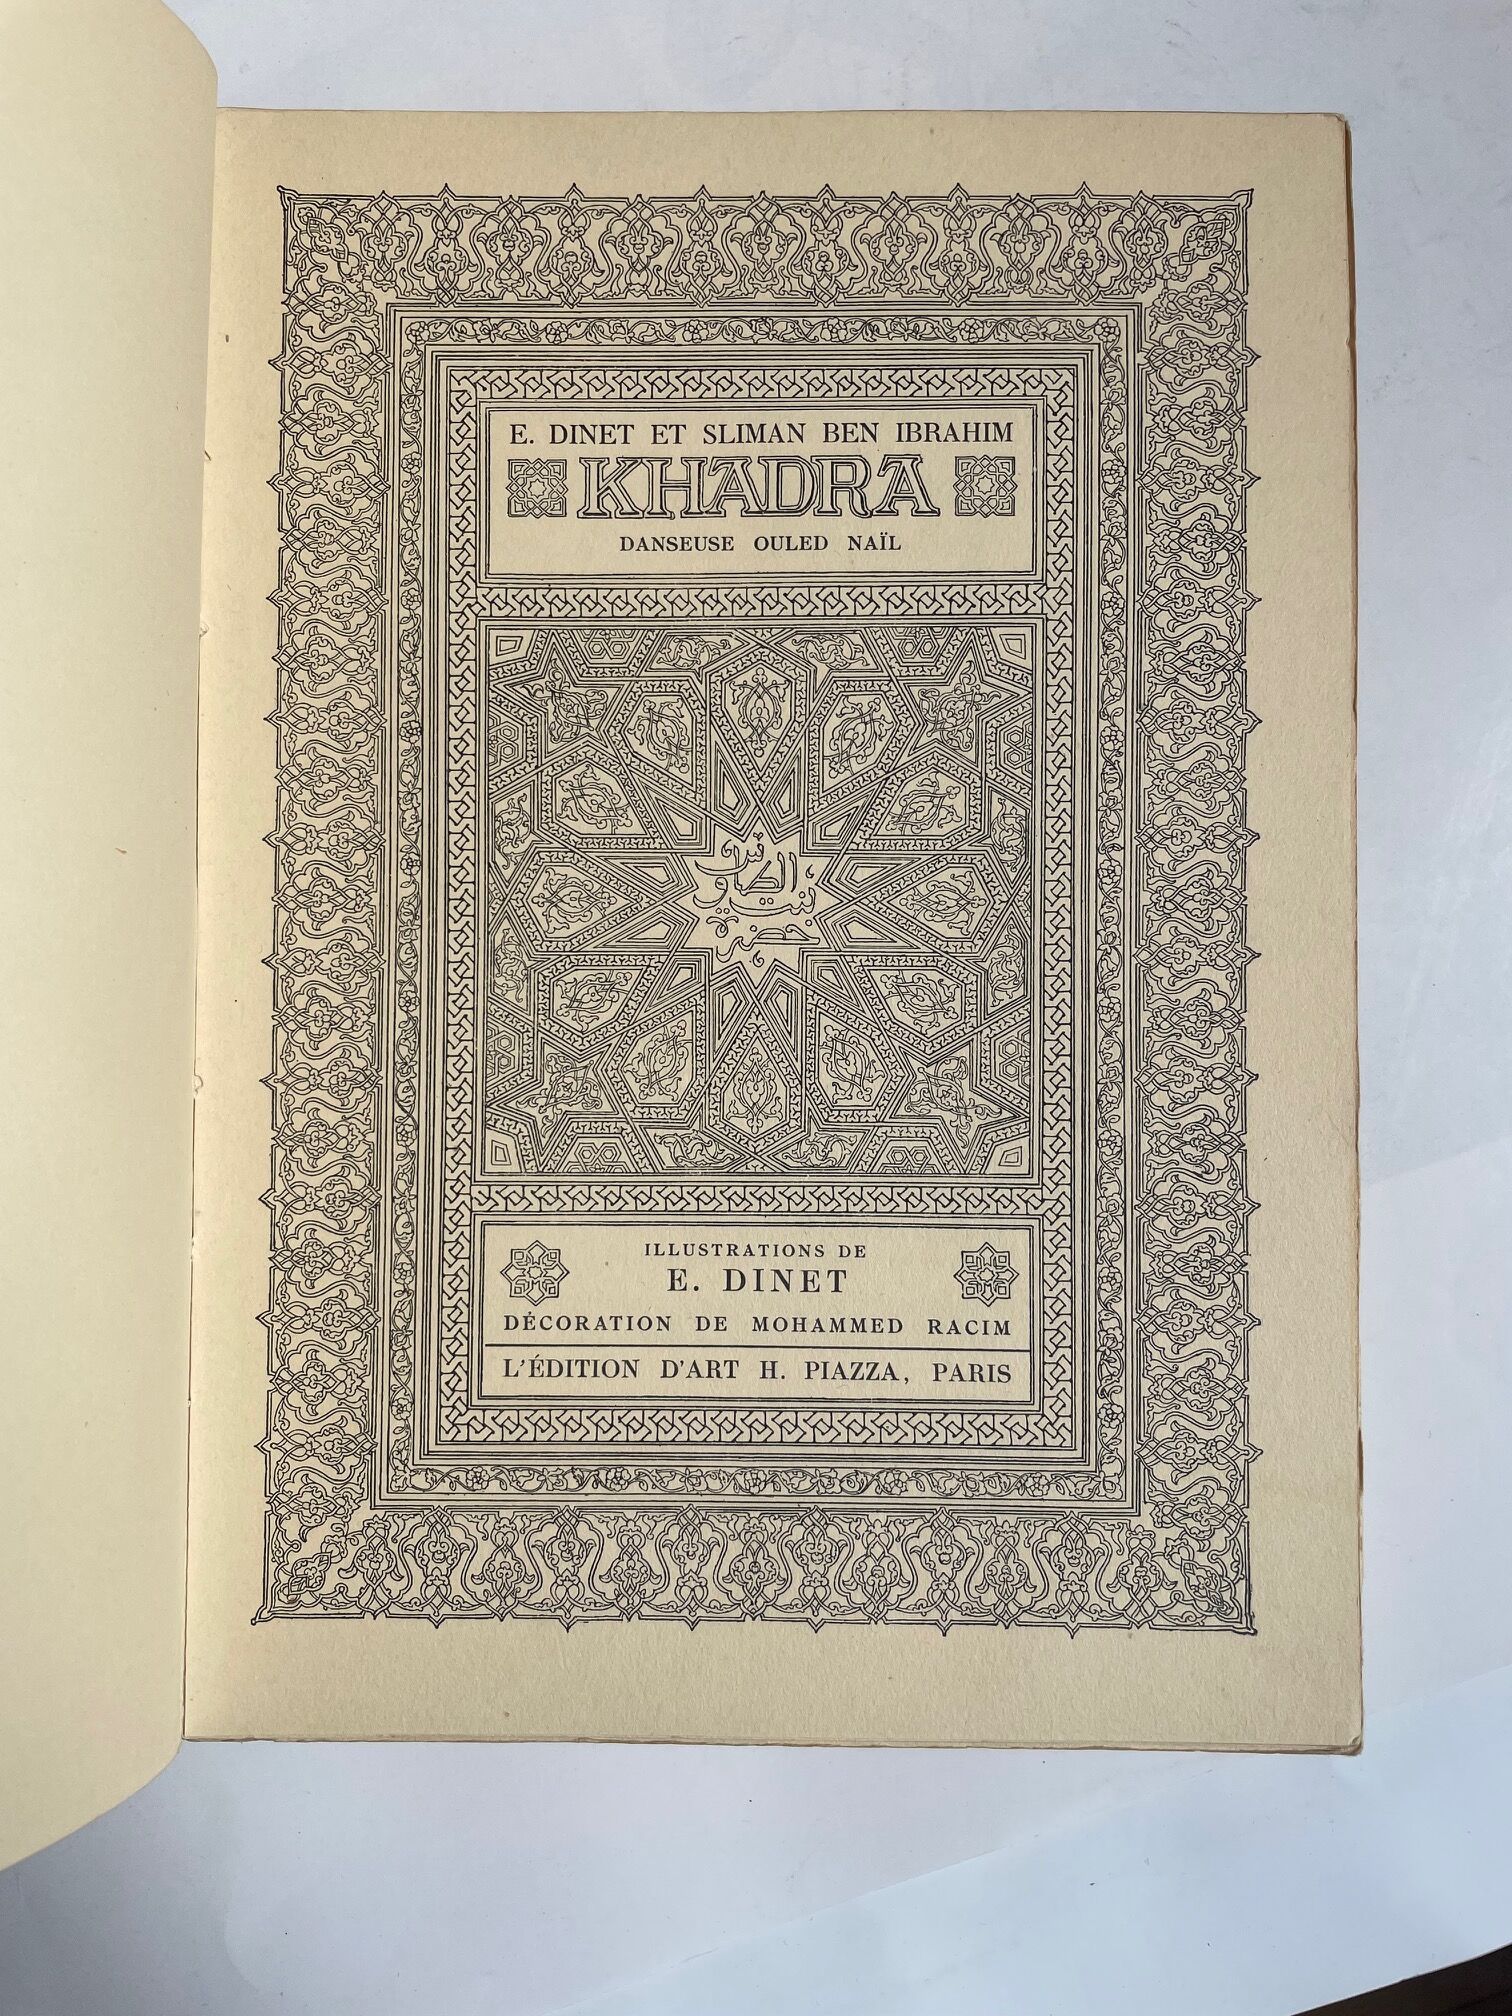 E. DINET ET SLIMAN BEN IBRAHIM
KHADRA
DANSEUSE OULED NAÏL
خضرة
ILLUSTRATIONS DE
E. DINET
DÉCORATION DE MOHAMMED RACIM
L'ÉDITION D'ART H. PIAZZA, PARIS